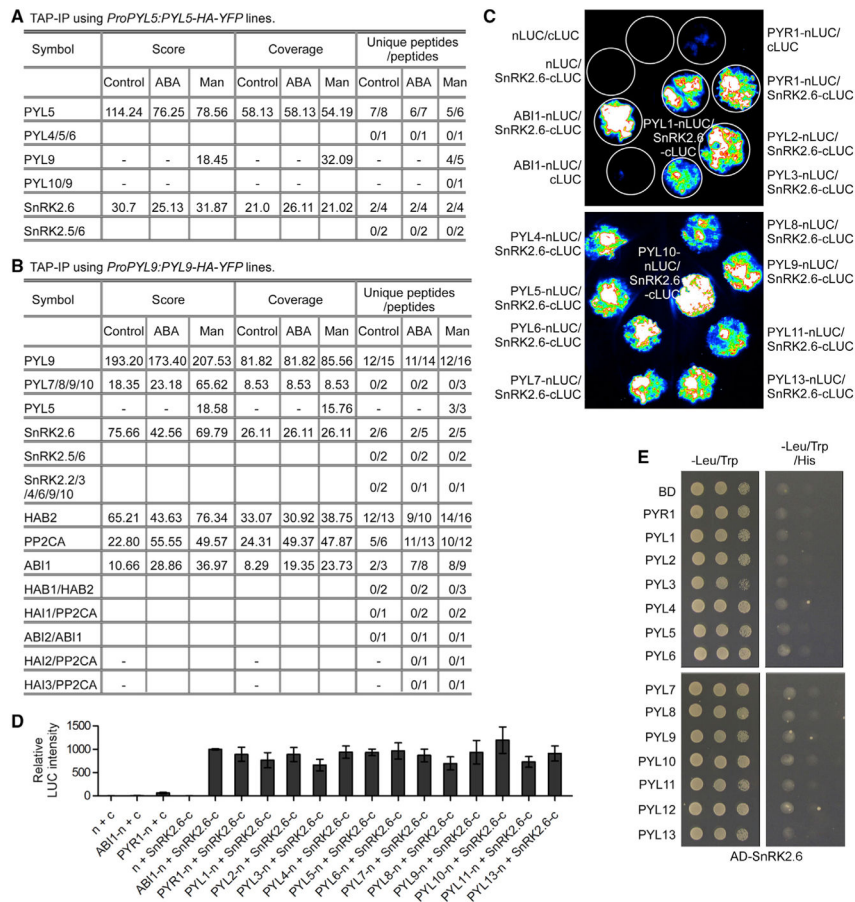 A TAP-IP using ProPYL5:PYL5-HA-YFP lines.
Symbol Score Coverage Unique peptides
/peptides
Control ABA Man Control ABA Man Control ABA Man
PYL5 114.24 76.25 78.56 58.13 58.13 54.19 7/8 6/7 5/6
PYL4/5/6 0/1 0/1 0/1
PYL9 - - 18.45 - - 32.09 4/5
PYL10/9 - - 0/1
SnRK2.6 30.7 25.13 31.87 21.0 26.11 21.02 2/4 2/4 2/4
SnRK2.5/6 0/2 0/2 0/2
B TAP-IP using ProPYL9:PYL9-HA-YFP lines.
Symbol Score Coverage Unique peptides
/peptides
Control ABA Man Control ABA Man Control ABA Man
PYL9 193.20 173.40 207.53 81.82 81.82 85.56 12/15 11/14 12/16
PYL7/8/9/10 18.35 23.18 65.62 8.53 8.53 8.53 0/2 0/2 0/3
PYL5 - - 18.58 - - 15.76 3/3
SnRK2.6 75.66 42.56 69.79 26.11 26.11 26.11 2/6 2/5 2/5
SnRK2.5/6 0/2 0/2 0/2
SnRK2.2/3
/4/6/9/10 0/2 0/1 0/1
HAB2 65.21 43.63 76.34 33.07 30.92 38.75 12/13 9/10 14/16
PP2CA 22.80 55.55 49.57 24.31 49.37 47.87 5/6 11/13 10/12
ABI1 10.66 28.86 36.97 8.29 19.35 23.73 2/3 7/8 8/9
HAB1/HAB2 0/2 0/2 0/3
HAI1/PP2CA 0/1 0/2 0/2
ABI2/ABI1 0/1 0/1 0/1
HAI2/PP2CA - - 0/1 0/1
HAI3/PP2CA - - 0/1 0/1
C
nLUC/cLUC
nLUC/
SnRK2.6-cLUC
ABI1-nLUC/
SnRK2.6-cLUC
ABI1-nLUC/
cLUC
PYL1-nLUC/
SnRK2.6
-cLUC
PYR1-nLUC/
cLUC
PYR1-nLUC/
SnRK2.6-cLUC
PYL2-nLUC/
SnRK2.6-cLUC
PYL3-nLUC/
SnRK2.6-cLUC
PYL4-nLUC/
SnRK2.6-cLUC
PYL5-nLUC/
SnRK2.6-cLUC
PYL6-nLUC/
SnRK2.6-cLUC
PYL7-nLUC/
SnRK2.6-cLUC
PYL10-
nLUC/
SnRK2.6
-cLUC
PYL8-nLUC/
SnRK2.6-cLUC
PYL9-nLUC/
SnRK2.6-cLUC
PYL11-nLUC/
SnRK2.6-cLUC
PYL13-nLUC/
SnRK2.6-cLUC
D
Relative
LUC intensity
1500
1000
500
0
n + c
ABI1-n + c
PYR1-n + c
n + SnRK2.6-c
ABI1-n + SnRK2.6-c
PYR1-n + SnRK2.6-c
PYL1-n + SnRK2.6-c
PYL2-n + SnRK2.6-c
PYL3-n + SnRK2.6-c
PYL4-n + SnRK2.6-c
PYL5-n + SnRK2.6-c
PYL6-n + SnRK2.6-c
PYL7-n + SnRK2.6-c
PYL8-n + SnRK2.6-c
PYL9-n + SnRK2.6-c
PYL10-n + SnRK2.6-c
PYL11-n + SnRK2.6-c
PYL13-n + SnRK2.6-c
E
-Leu/Trp
-Leu/Trp
/His
BD
PYR1
PYL1
PYL2
PYL3
PYL4
PYL5
PYL6
PYL7
PYL8
PYL9
PYL10
PYL11
PYL12
PYL13
AD-SnRK2.6